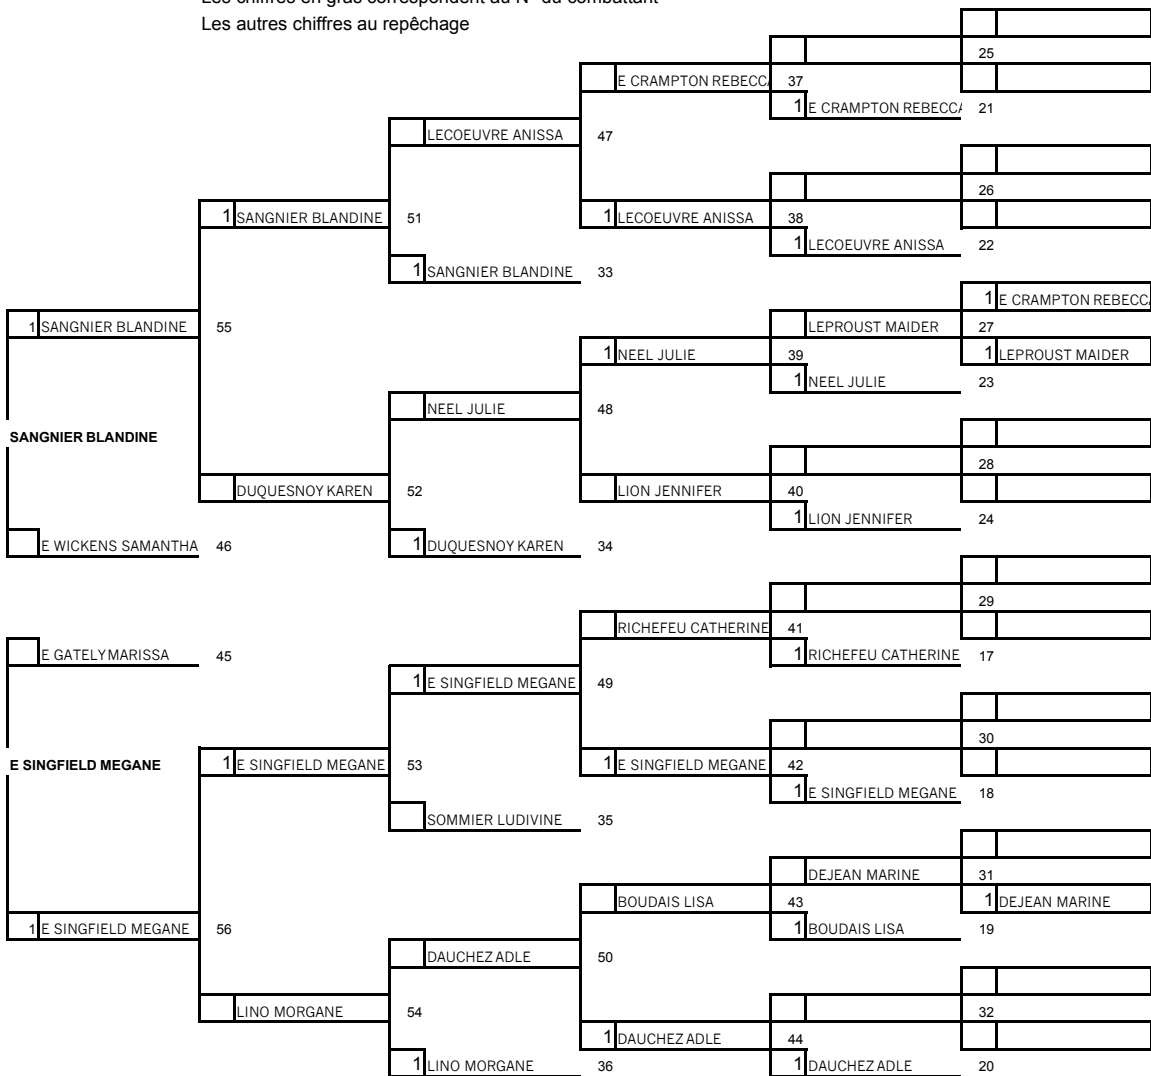 Les autres chiffres au repêchage
25
E CRAMPTON REBECCA 37
1 E CRAMPTON REBECCA 21
LECOEUVRE ANISSA 47
26
1 SANGNIER BLANDINE 51 1 LECOEUVRE ANISSA 38
1 LECOEUVRE ANISSA 22
1 SANGNIER BLANDINE 33
1 E CRAMPTON REBECCA
1 SANGNIER BLANDINE 55 LEPROUST MAIDER 27
1 NEEL JULIE 39 1 LEPROUST MAIDER
1 NEEL JULIE 23
NEEL JULIE 48
SANGNIER BLANDINE
28
DUQUESNOY KAREN 52 LION JENNIFER 40
1 LION JENNIFER 24
E WICKENS SAMANTHA 46 1 DUQUESNOY KAREN 34
29
RICHEFEU CATHERINE 41
E GATELY MARISSA 45 1 RICHEFEU CATHERINE 17
1 E SINGFIELD MEGANE 49
30
E SINGFIELD MEGANE 1 E SINGFIELD MEGANE 53 1 E SINGFIELD MEGANE 42
1 E SINGFIELD MEGANE 18
SOMMIER LUDIVINE 35
DEJEAN MARINE 31
BOUDAIS LISA 43 1 DEJEAN MARINE
1 E SINGFIELD MEGANE 56 1 BOUDAIS LISA 19
DAUCHEZ ADLE 50
LINO MORGANE 54 32
1 DAUCHEZ ADLE 44
1 LINO MORGANE 36 1 DAUCHEZ ADLE 20